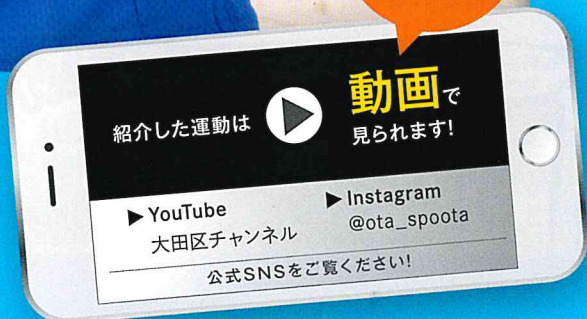 紹介した運動は
動画で
見られます!
▶YouTube
大田区チャンネル
▶Instagram
@ota_spoota
公式SNSをご覧ください!